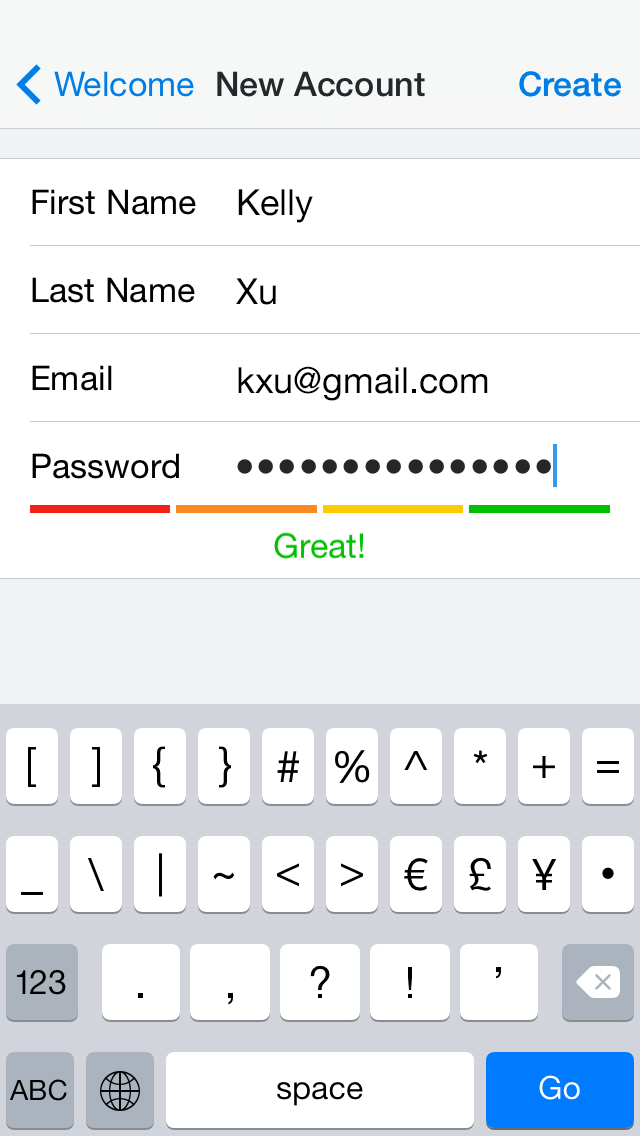 Welcome New Account Create
First Name Kelly
Last Name Xu
Email kxu@gmail.com
Password •••••••••••••••
Great!
[ ] { } # % ^ * + =
_ \ | ~ < > € £ ¥ •
123 . , ? ! ’
ABC space Go